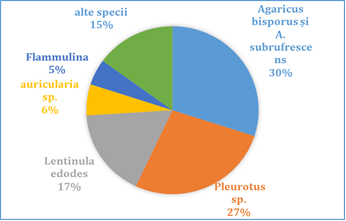 alte specii
15%
Agaricus
bisporus și
A.
subrufresce
ns
30%
Flammulina
5%
auricularia
sp.
6%
Lentinula
edodes
17%
Pleurotus
sp.
27%